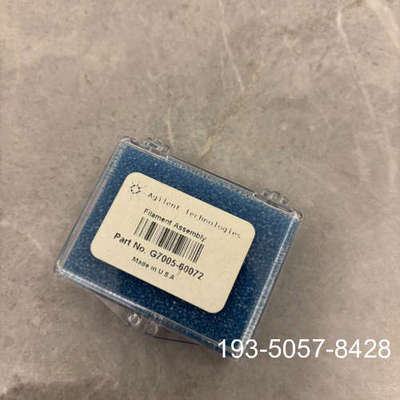 Agilent Technologies
Filament Assembly
Part No. G7005-60072
Made in U S A
193-5057-8428